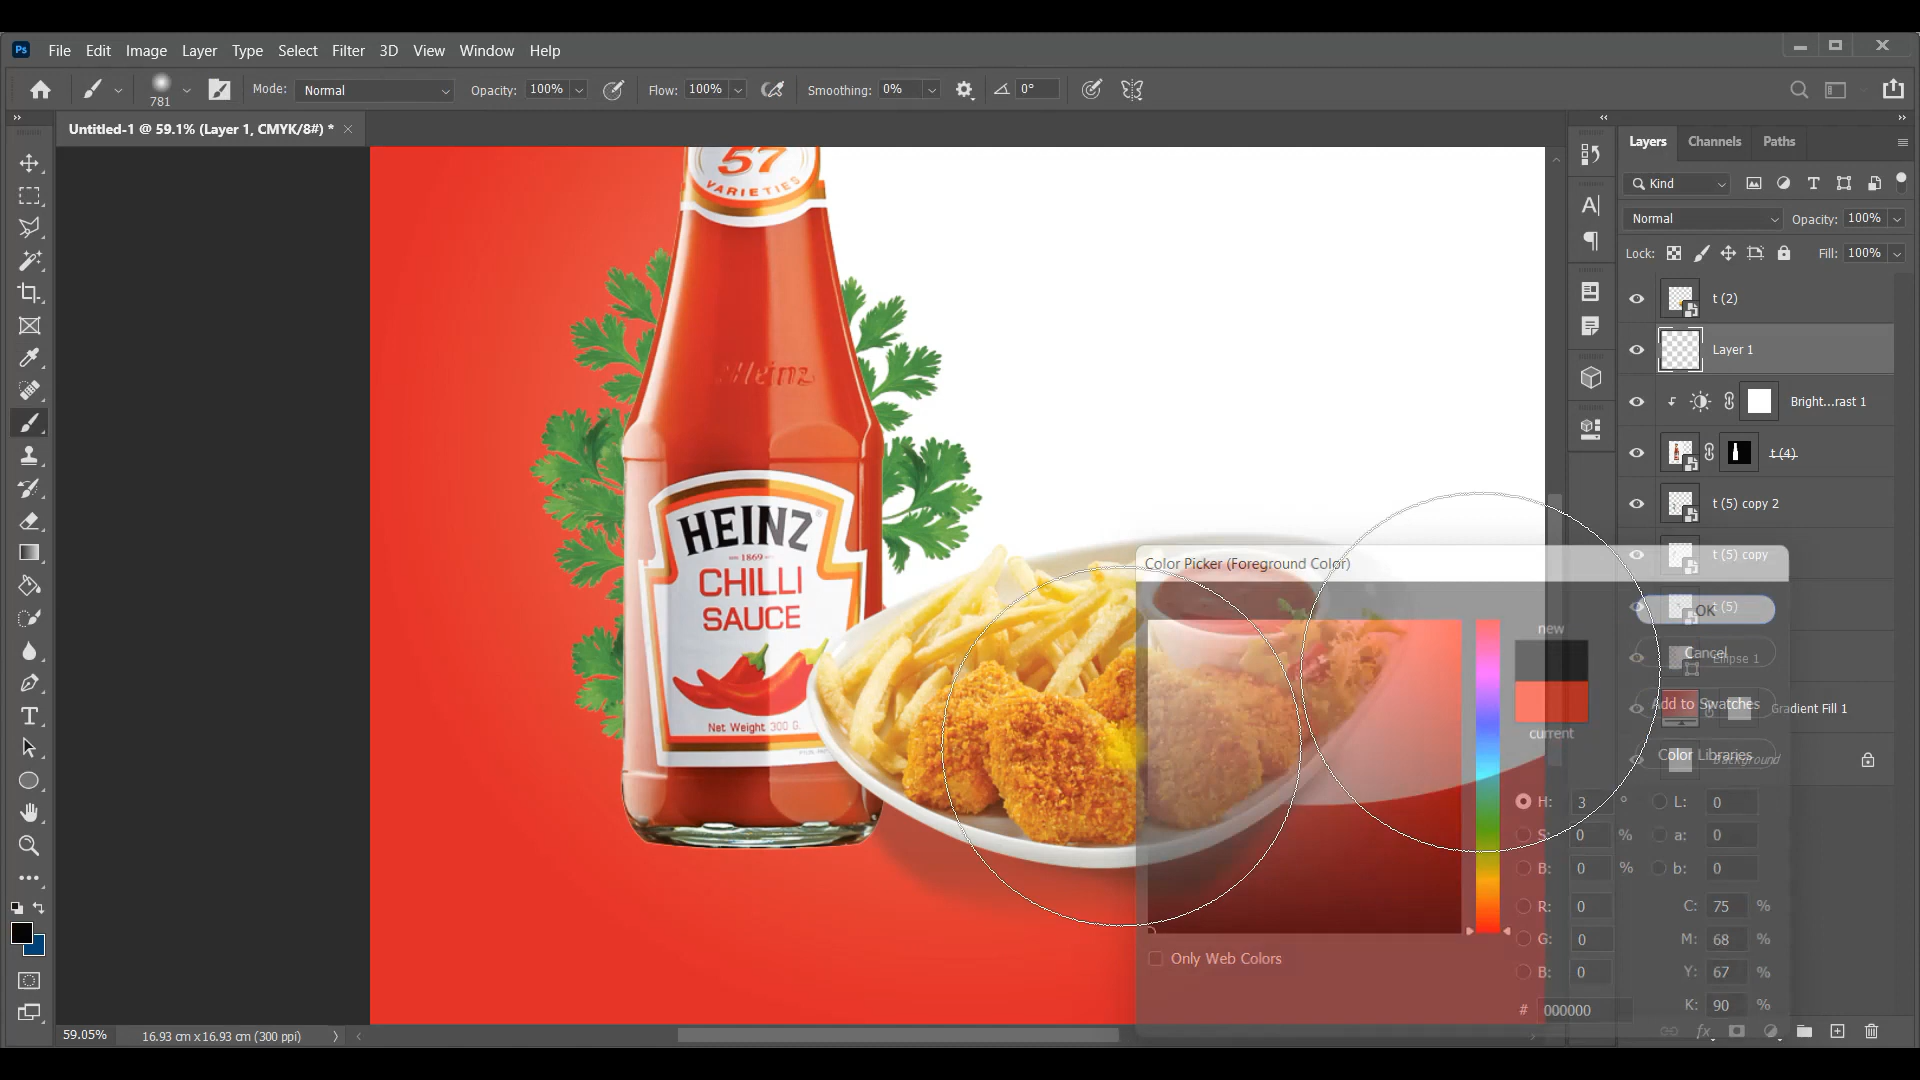 Ps File Edit Image Layer Type Select Filter 3D View Window Help
781 Mode: Normal Opacity: 100% Flow: 100% Smoothing: 0% 0°
Untitled-1 @ 59.1% (Layer 1, CMYK/8#) *
Layers Channels Paths
Kind
Normal Opacity: 100%
Lock: Fill: 100%
t (2)
Layer 1
Bright...rast 1
t (4)
t (5) copy 2
t (5) copy
t (5)
Ellipse 1
Gradient Fill 1
Background
57
VARIETIES
Heinz
HEINZ
1869
CHILLI
SAUCE
Net Weight 300 G.
Color Picker (Foreground Color)
new
current
OK
Cancel
Add to Swatches
Color Libraries
H: 3 ° L: 0
S: 0 % a: 0
B: 0 % b: 0
R: 0 C: 75 %
G: 0 M: 68 %
B: 0 Y: 67 %
# 000000 K: 90 %
Only Web Colors
59.05% 16.93 cm x 16.93 cm (300 ppi)
fx